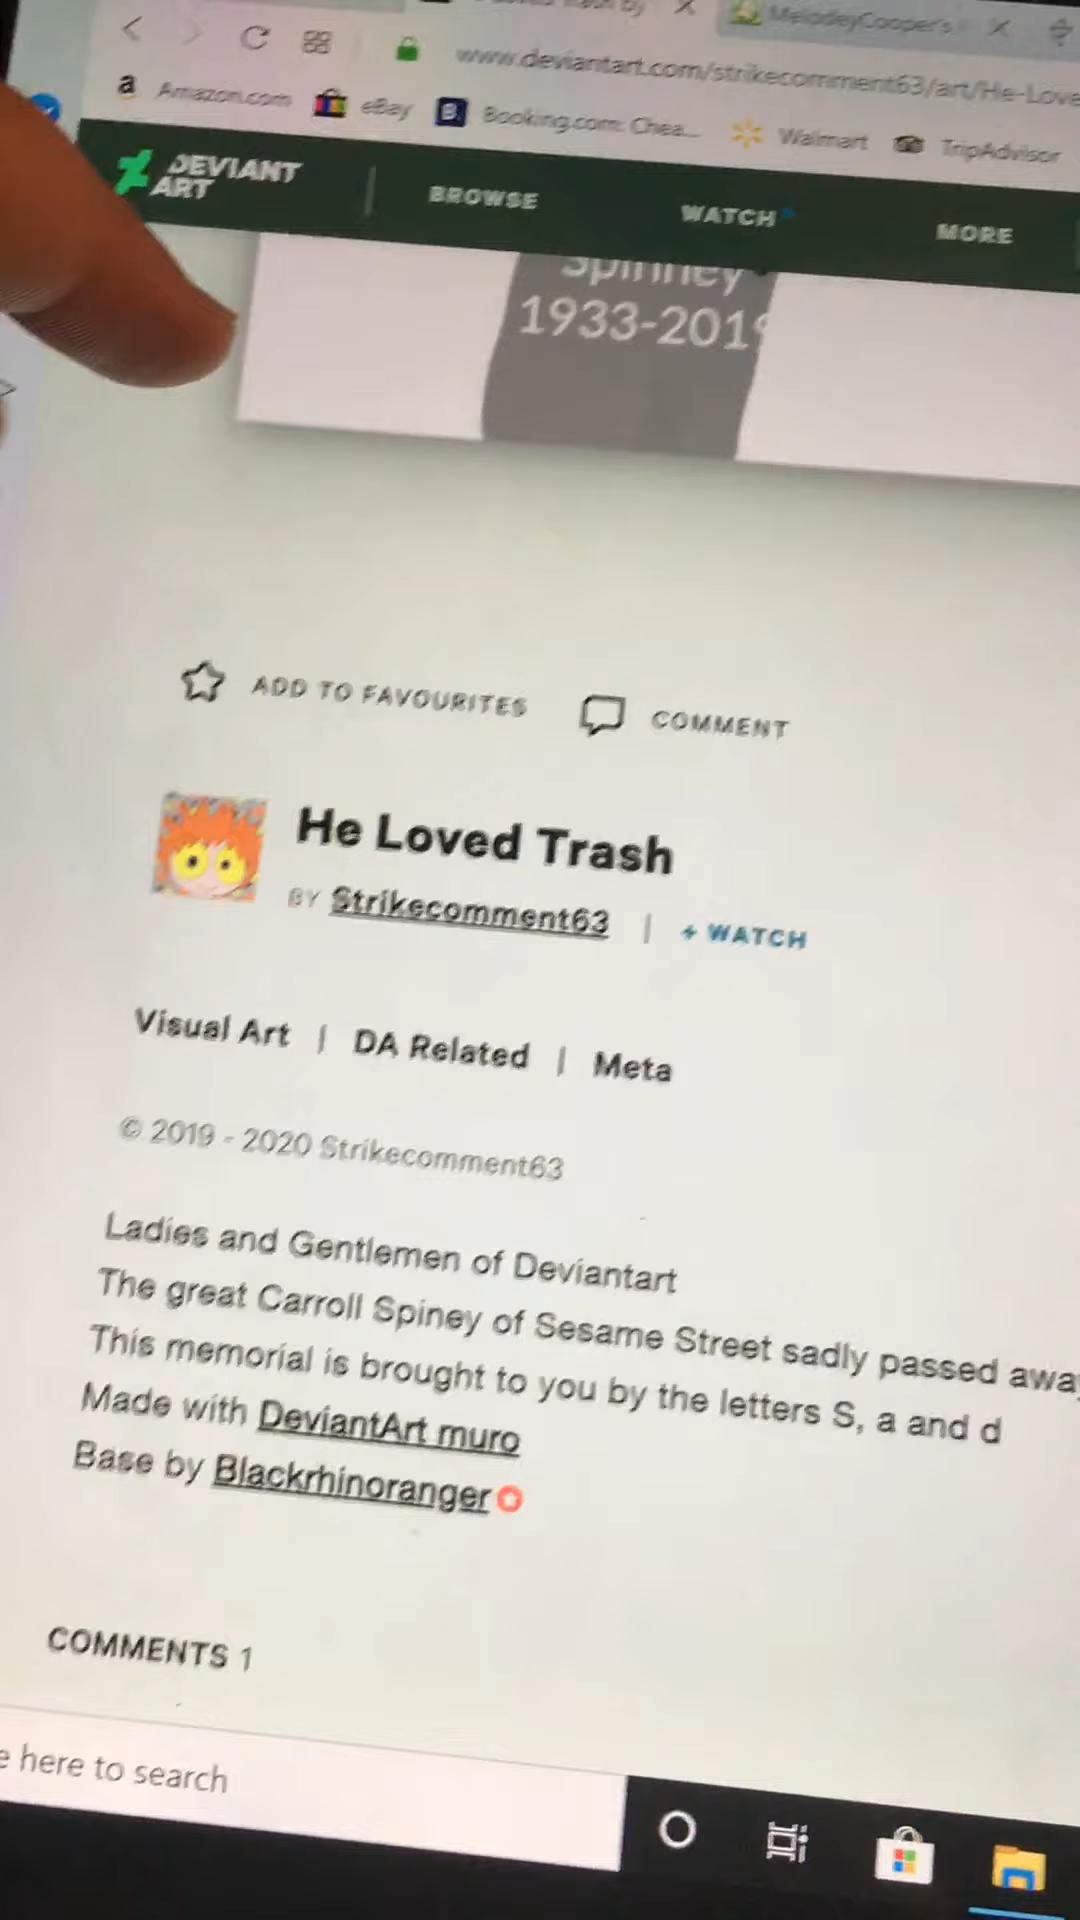 MelodeyCooper's
www.deviantart.com/strikecomment63/art/He-Love
Amazon.com eBay Booking.com: Chea... Walmart TripAdvisor
DEVIANT ART BROWSE WATCH MORE
Spinney
1933-2019
ADD TO FAVOURITES COMMENT
He Loved Trash
BY Strikecomment63 | + WATCH
Visual Art | DA Related | Meta
© 2019 - 2020 Strikecomment63
Ladies and Gentlemen of Deviantart
The great Carroll Spiney of Sesame Street sadly passed awa
This memorial is brought to you by the letters S, a and d
Made with DeviantArt muro
Base by Blackrhinoranger
COMMENTS 1
e here to search